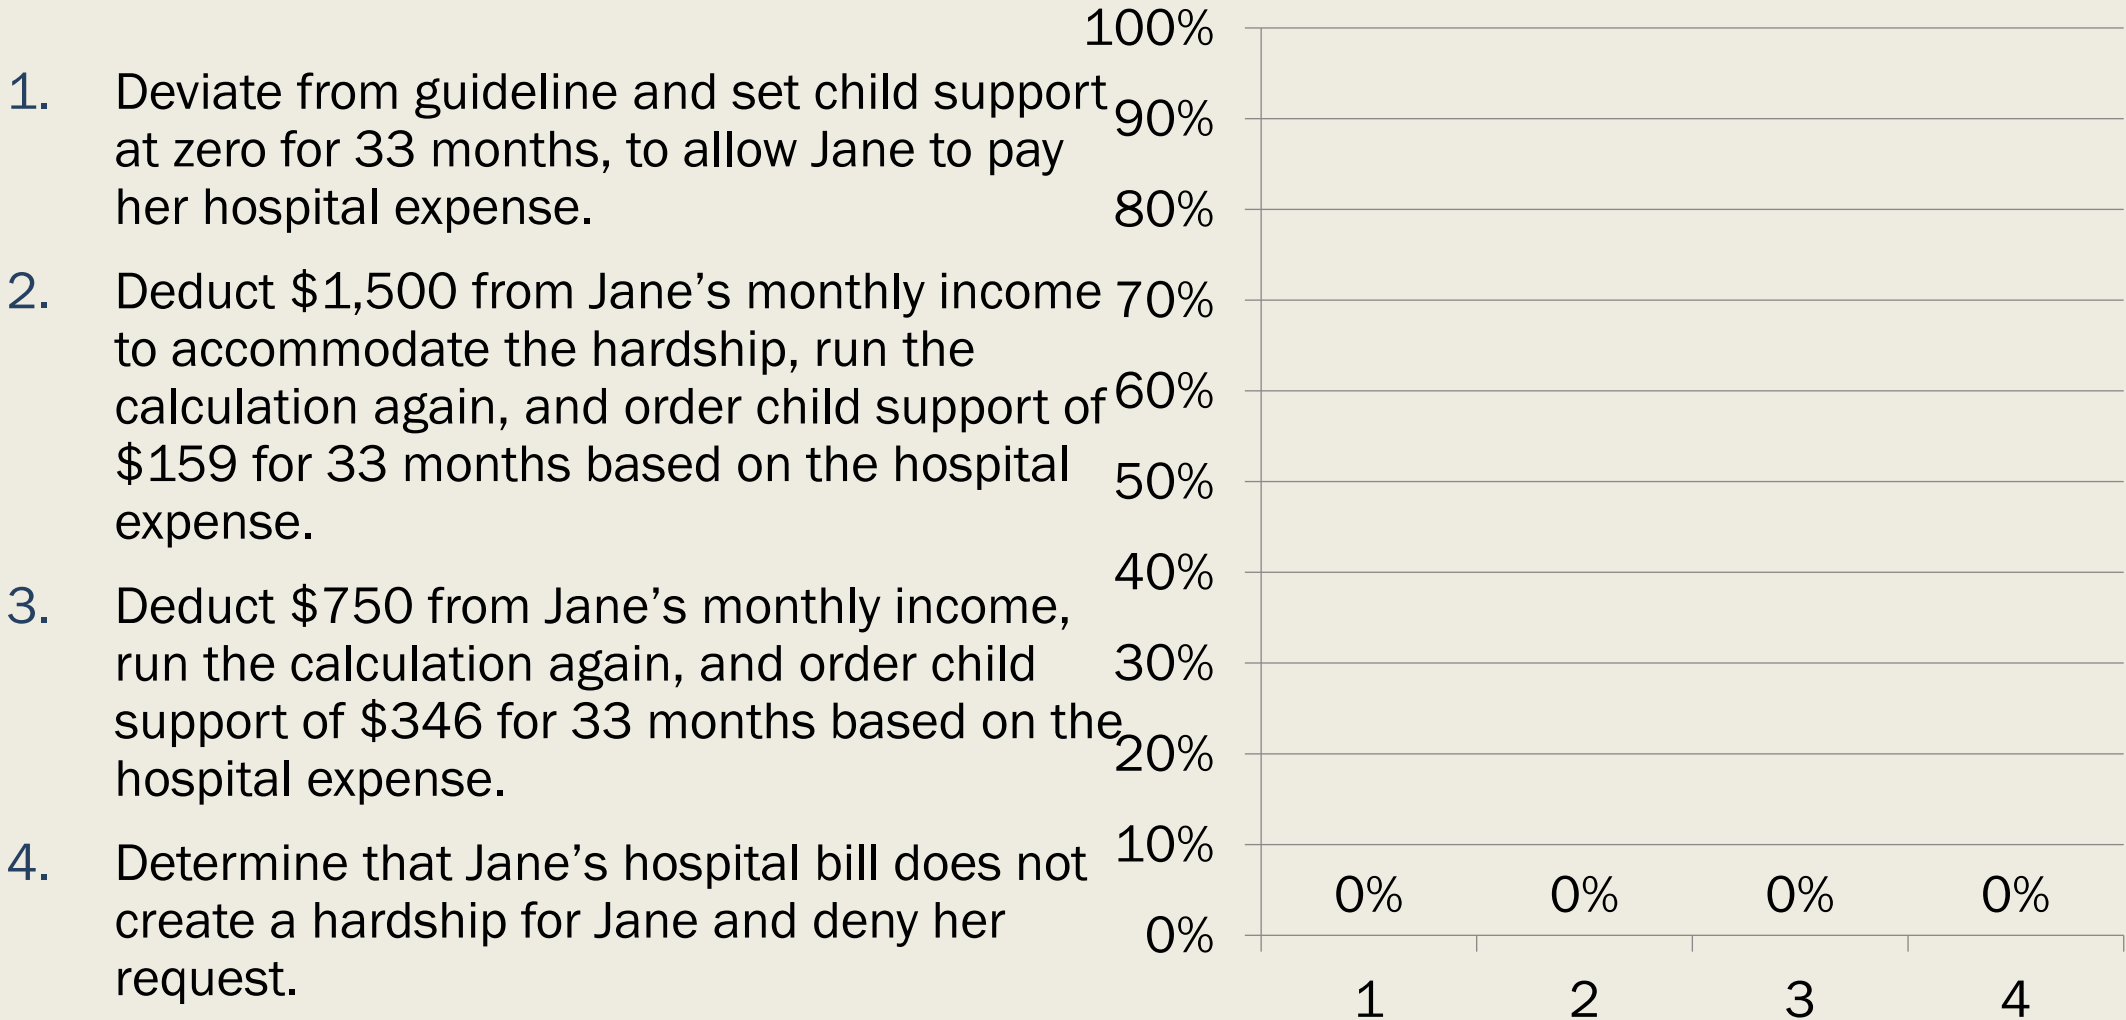 1. Deviate from guideline and set child support
at zero for 33 months, to allow Jane to pay
her hospital expense.
2. Deduct $1,500 from Jane’s monthly income
to accommodate the hardship, run the
calculation again, and order child support of
$159 for 33 months based on the hospital
expense.
3. Deduct $750 from Jane’s monthly income,
run the calculation again, and order child
support of $346 for 33 months based on the
hospital expense.
4. Determine that Jane’s hospital bill does not
create a hardship for Jane and deny her
request.
100%
90%
80%
70%
60%
50%
40%
30%
20%
10%
0%
0% 0% 0% 0%
1 2 3 4